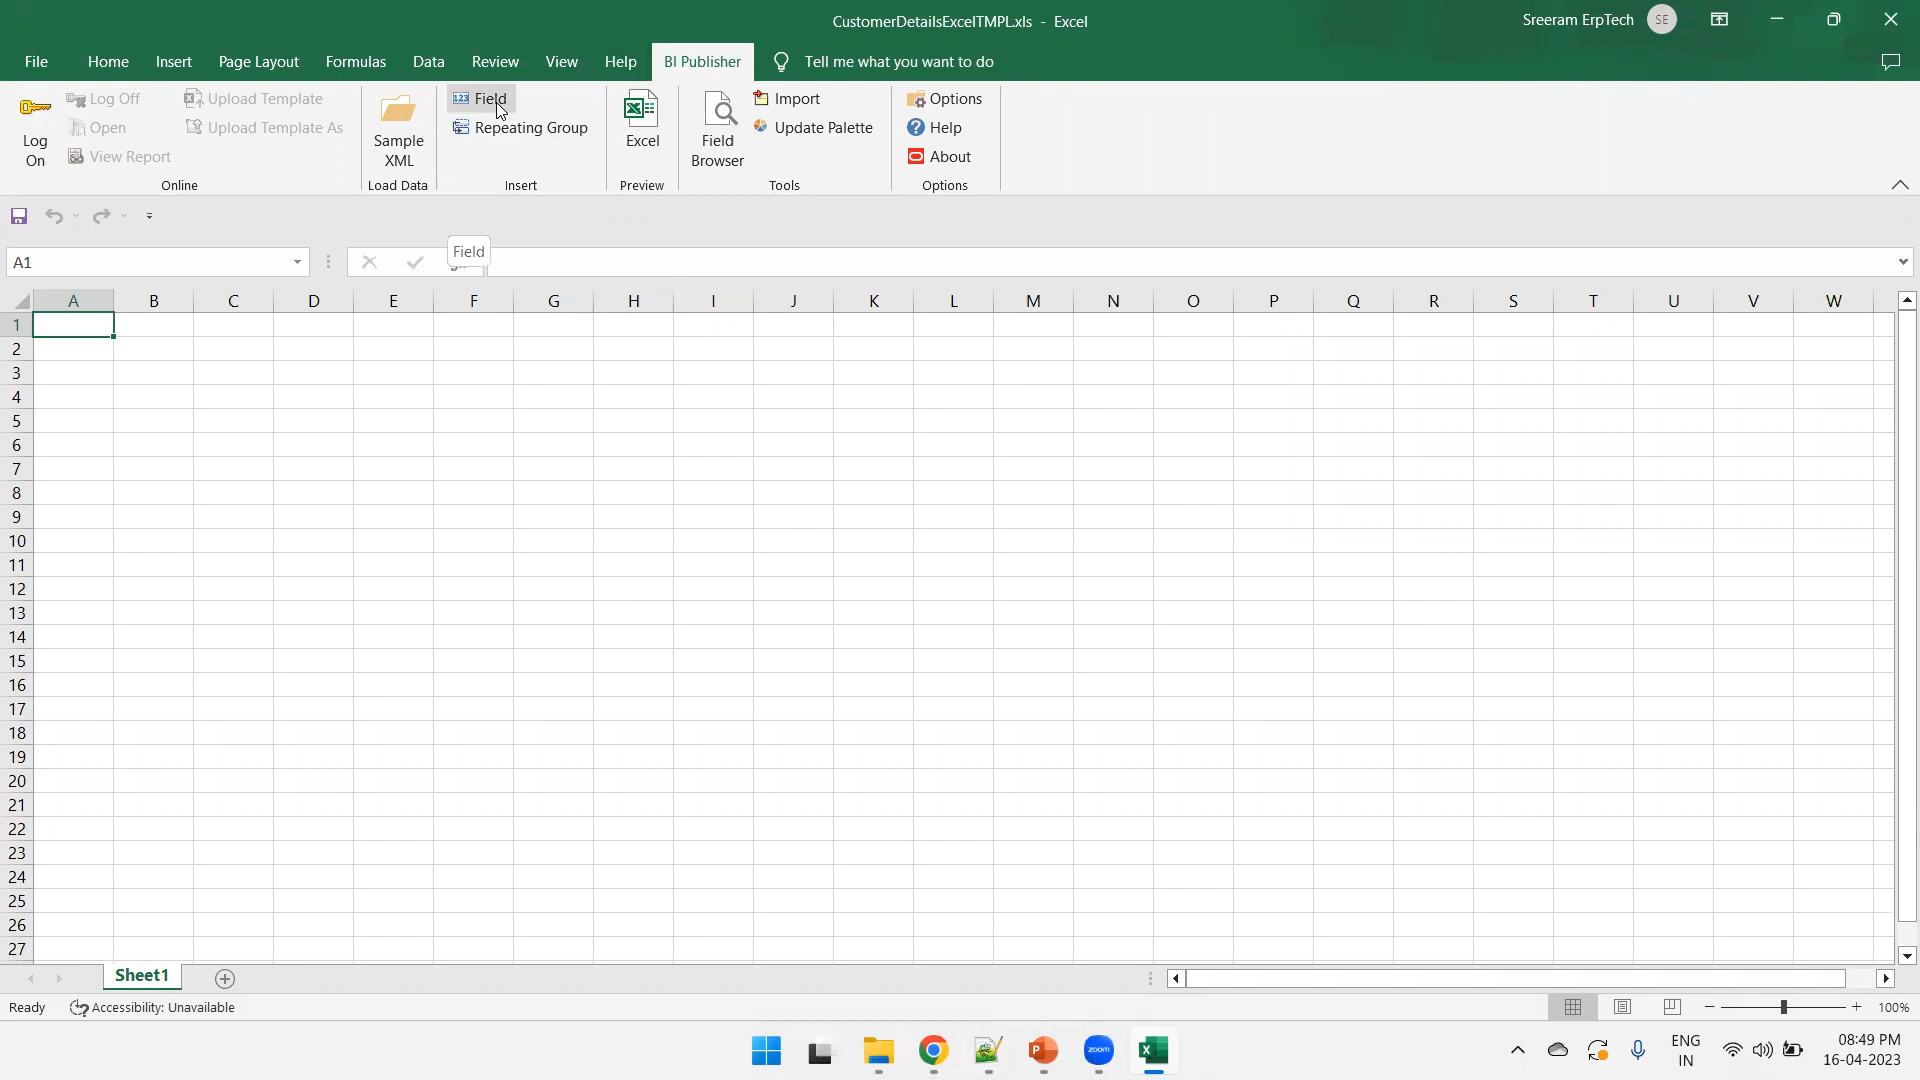 CustomerDetailsExcelTMPL.xls - Excel
Sreeram ErpTech SE
File Home Insert Page Layout Formulas Data Review View Help BI Publisher Tell me what you want to do
Log On
Log Off
Open
View Report
Upload Template
Upload Template As
Online
Sample XML
Load Data
123 Field
Repeating Group
Insert
Excel
Preview
Field Browser
Import
Update Palette
Tools
Options
Help
About
Options
A1
Field
A B C D E F G H I J K L M N O P Q R S T U V W
1
2
3
4
5
6
7
8
9
10
11
12
13
14
15
16
17
18
19
20
21
22
23
24
25
26
27
Sheet1
Ready Accessibility: Unavailable 100%
zoom
ENG
IN
08:49 PM
16-04-2023